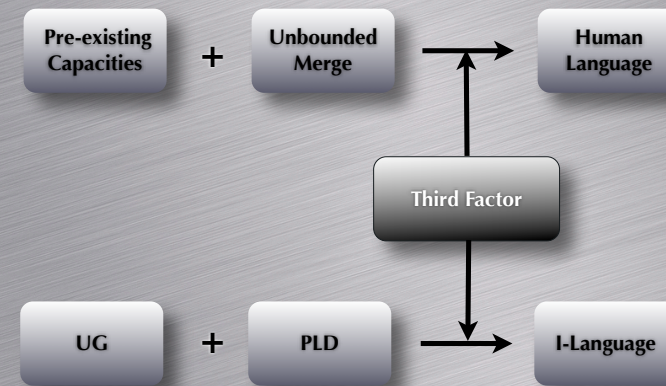 Pre-existing
Capacities
+
Unbounded
Merge
Human
Language
Third Factor
UG
+
PLD
I-Language